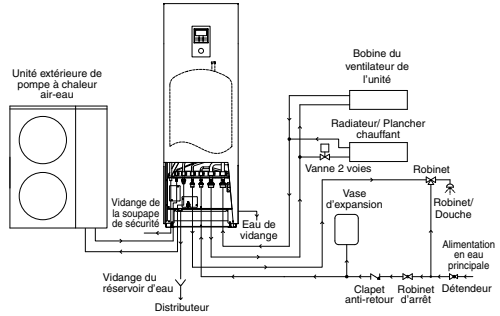 Unité extérieure de
pompe à chaleur
air-eau
Bobine du
ventilateur de
l'unité
Radiateur/ Plancher
chauffant
Vanne 2 voies
Robinet
Robinet/
Douche
Vase
d'expansion
Vidange de
la soupape
de sécurité
Eau de
vidange
Alimentation
en eau
principale
Vidange du
réservoir d'eau
Distributeur
Clapet
anti-retour
Robinet
d'arrêt
Détendeur